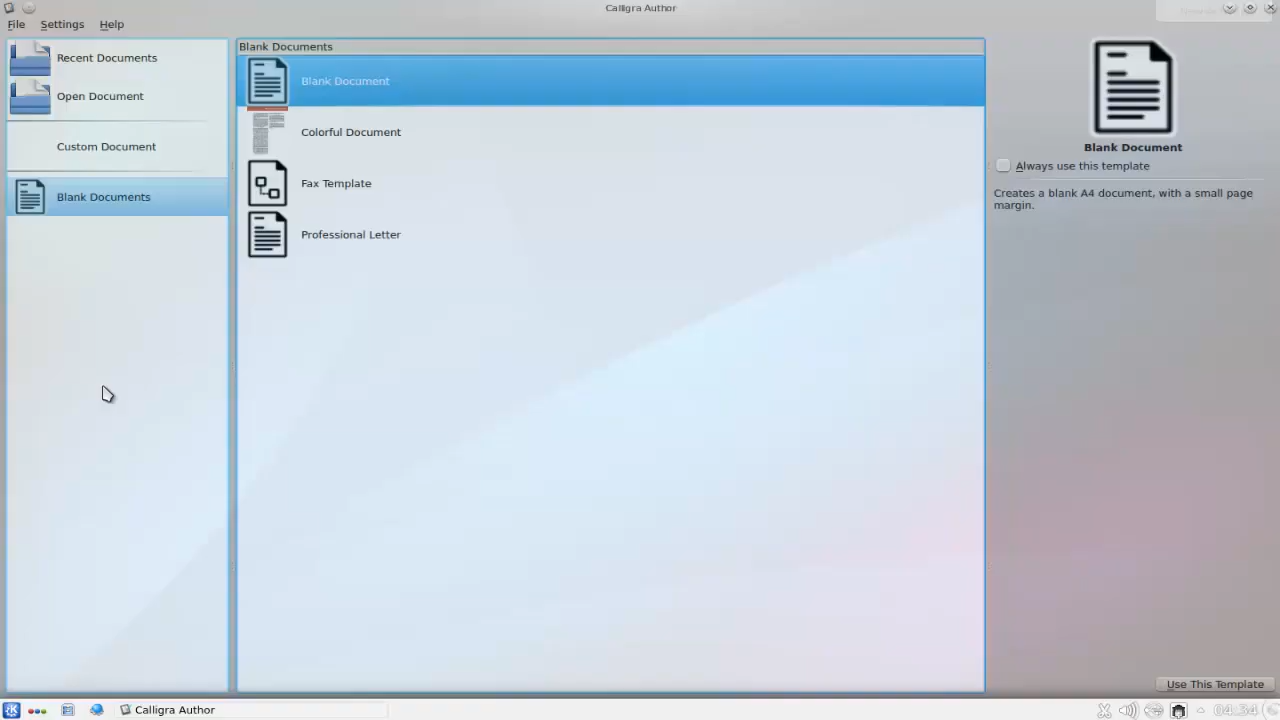 Calligra Author
File Settings Help
Recent Documents
Open Document
Custom Document
Blank Documents
Blank Documents
Blank Document
Colorful Document
Fax Template
Professional Letter
Blank Document
Always use this template
Creates a blank A4 document, with a small page
margin.
Use This Template
Calligra Author
04:34